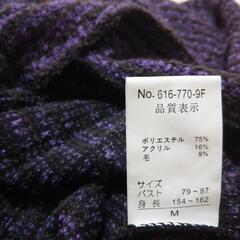 No. 616-770-9F
品質表示
ポリエステル 75%
アクリル 16%
毛 9%
サイズ
バスト 79~87
身長 154~162
M